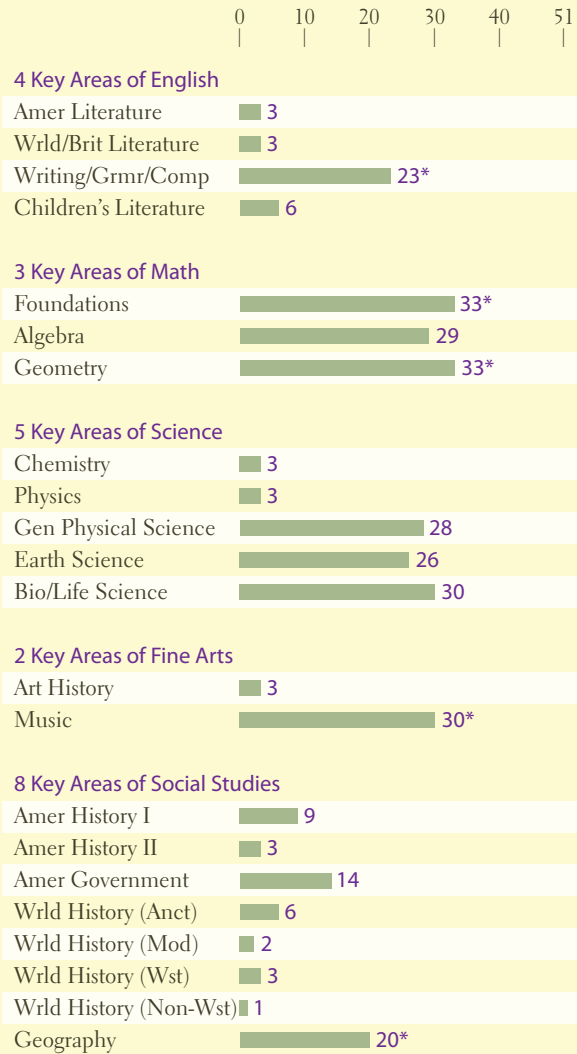 0 10 20 30 40 51
4 Key Areas of English
Amer Literature 3
Wrld/Brit Literature 3
Writing/Grmr/Comp 23*
Children's Literature 6
3 Key Areas of Math
Foundations 33*
Algebra 29
Geometry 33*
5 Key Areas of Science
Chemistry 3
Physics 3
Gen Physical Science 28
Earth Science 26
Bio/Life Science 30
2 Key Areas of Fine Arts
Art History 3
Music 30*
8 Key Areas of Social Studies
Amer History I 9
Amer History II 3
Amer Government 14
Wrld History (Anct) 6
Wrld History (Mod) 2
Wrld History (Wst) 3
Wrld History (Non-Wst) 1
Geography 20*